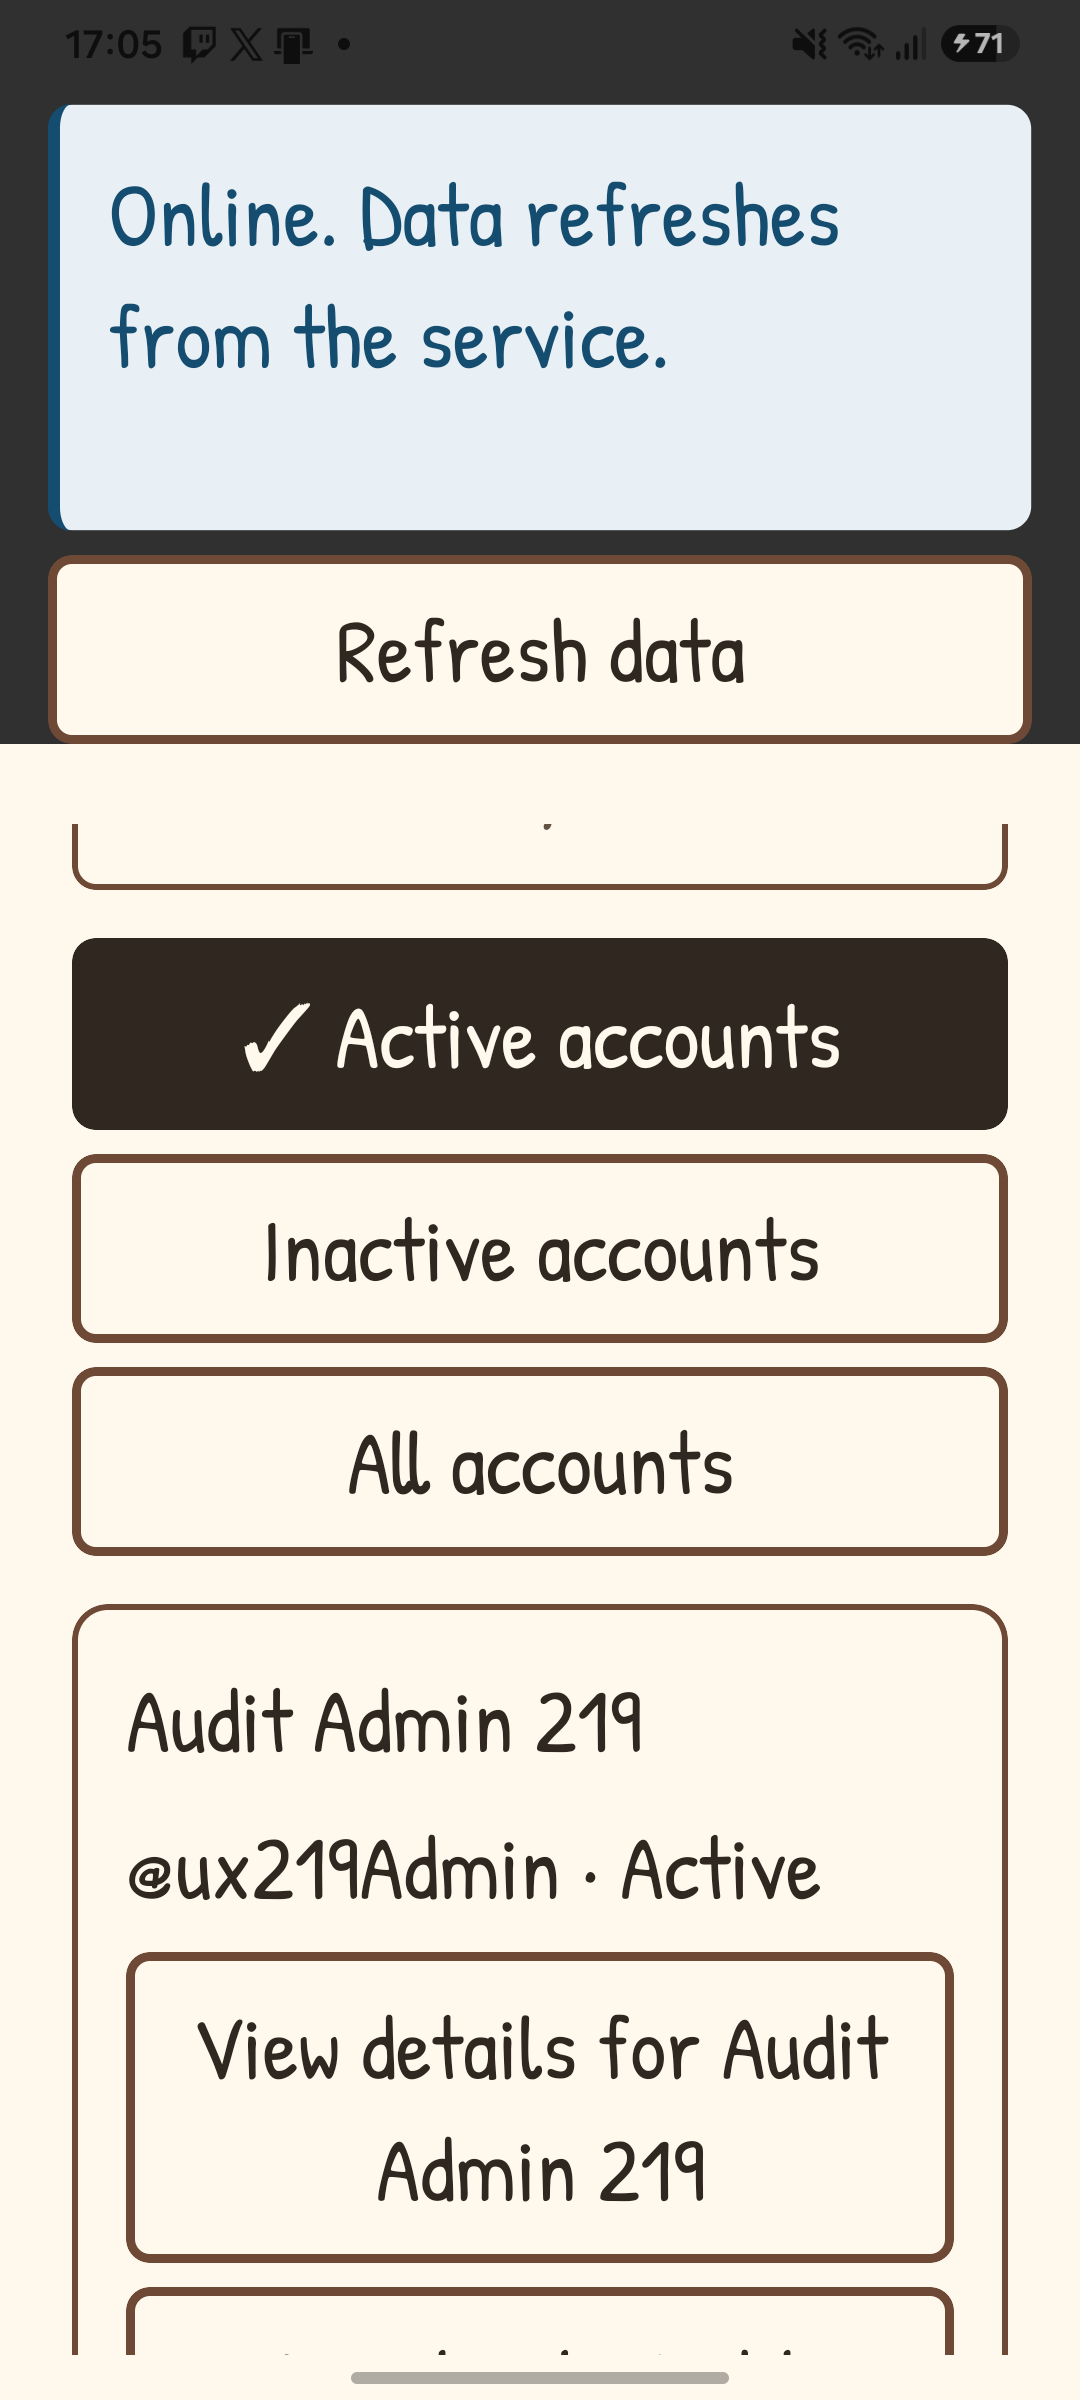 17:05
71
Online. Data refreshes
from the service.
Refresh data
✓ Active accounts
Inactive accounts
All accounts
Audit Admin 219
@ux219Admin · Active
View details for Audit
Admin 219